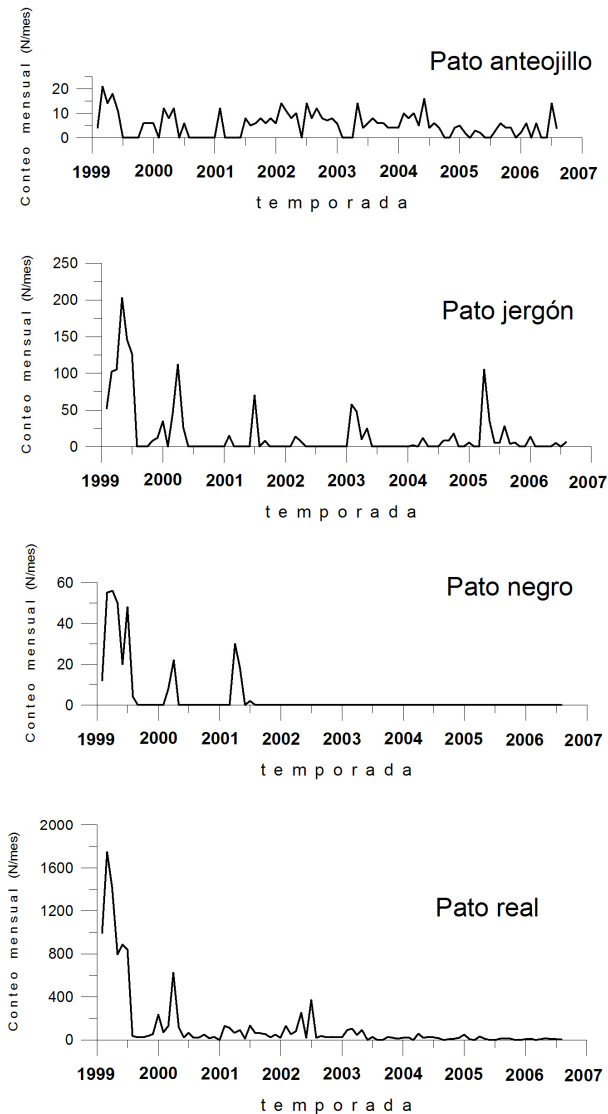 Pato anteojillo
Conteo mensual (N/mes)
20
10
0
1999 2000 2001 2002 2003 2004 2005 2006 2007
temporada
Pato jergón
Conteo mensual (N/mes)
250
200
150
100
50
0
1999 2000 2001 2002 2003 2004 2005 2006 2007
temporada
Pato negro
Conteo mensual (N/mes)
60
40
20
0
1999 2000 2001 2002 2003 2004 2005 2006 2007
temporada
Pato real
Conteo mensual (N/mes)
2000
1600
1200
800
400
0
1999 2000 2001 2002 2003 2004 2005 2006 2007
temporada